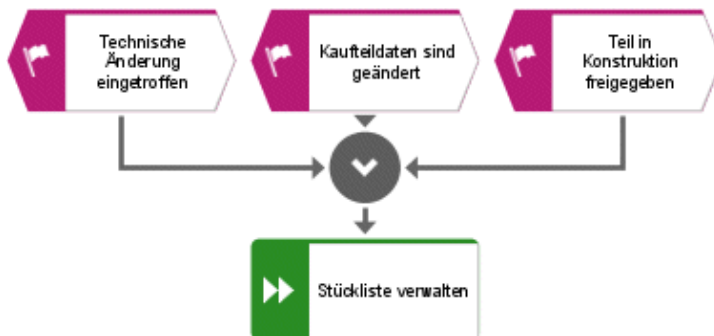 Technische
Änderung
eingetroffen
Kaufteildaten sind
geändert
Teil in
Konstruktion
freigegeben
Stückliste verwalten